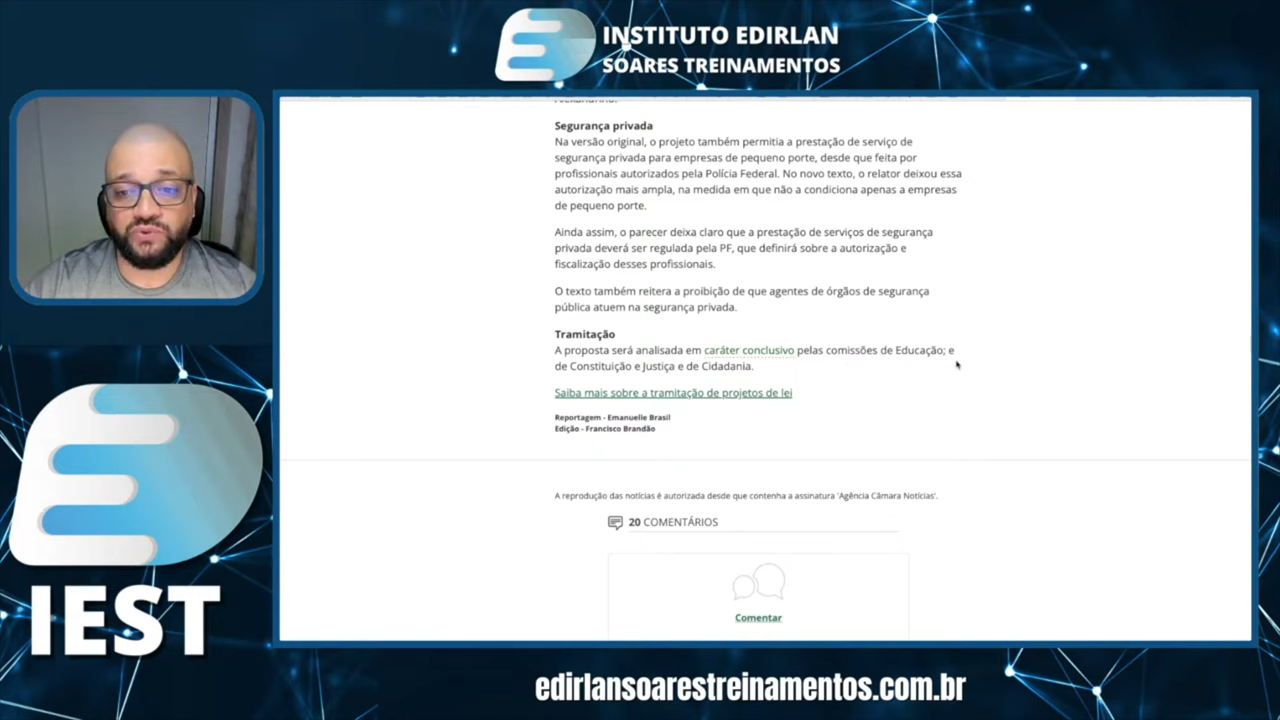 INSTITUTO EDIRLAN
SOARES TREINAMENTOS
Segurança privada
Na versão original, o projeto também permitia a prestação de serviço de
segurança privada para empresas de pequeno porte, desde que feita por
profissionais autorizados pela Polícia Federal. No novo texto, o relator deixou essa
autorização mais ampla, na medida em que não a condiciona apenas a empresas
de pequeno porte.
Ainda assim, o parecer deixa claro que a prestação de serviços de segurança
privada deverá ser regulada pela PF, que definirá sobre a autorização e
fiscalização desses profissionais.
O texto também reitera a proibição de que agentes de órgãos de segurança
pública atuem na segurança privada.
Tramitação
A proposta será analisada em caráter conclusivo pelas comissões de Educação; e
de Constituição e Justiça e de Cidadania.
Saiba mais sobre a tramitação de projetos de lei
Reportagem - Emanuelle Brasil
Edição - Francisco Brandão
A reprodução das notícias é autorizada desde que contenha a assinatura 'Agência Câmara Notícias'.
20 COMENTÁRIOS
Comentar
IEST
edirlansoarestreinamentos.com.br